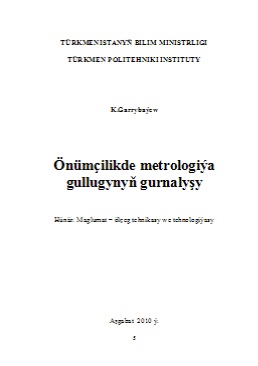 TÜRKMENISTANYŇ BILIM MINISTRLIGI
TÜRKMEN POLITEHNIKI INSTITUTY
K.Garrybaýew
Önümçilikde metrologiýa
gullugynyň gurnalyşy
Hünär: Maglumat – ölçeg tehnikasy we tehnologiýasy
Aşgabat 2010 ý.
5